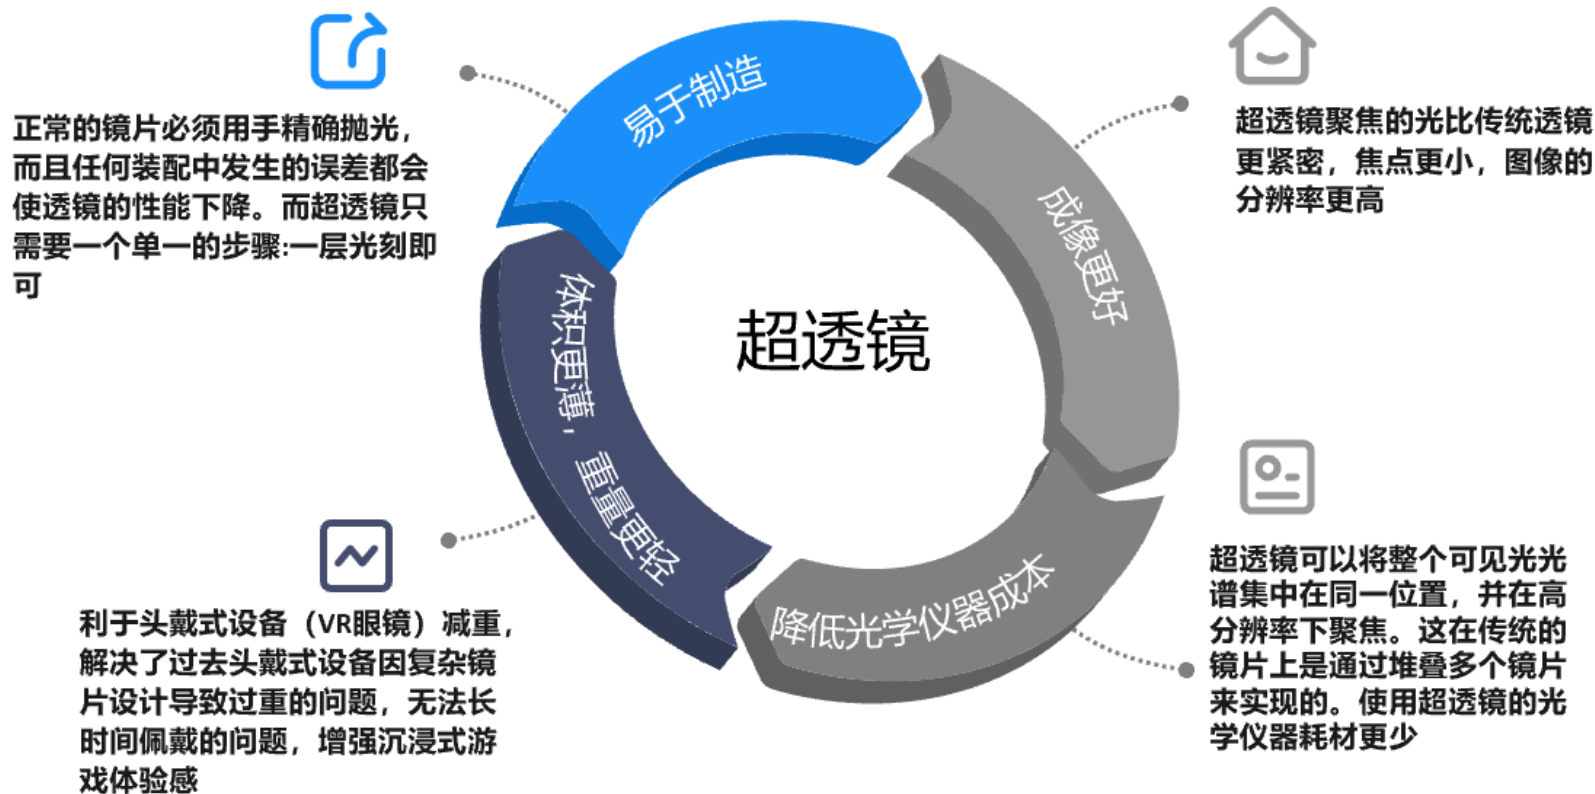 易于制造
正常的镜片必须用手精确抛光，
而且任何装配中发生的误差都会
使透镜的性能下降。而超透镜只
需要一个单一的步骤:一层光刻即
可
成像更好
超透镜聚焦的光比传统透镜
更紧密，焦点更小，图像的
分辨率更高
超透镜
体积更薄，重量更轻
利于头戴式设备（VR眼镜）减重，
解决了过去头戴式设备因复杂镜
片设计导致过重的问题，无法长
时间佩戴的问题，增强沉浸式游
戏体验感
降低光学仪器成本
超透镜可以将整个可见光光
谱集中在同一位置，并在高
分辨率下聚焦。这在传统的
镜片上是通过堆叠多个镜片
来实现的。使用超透镜的光
学仪器耗材更少